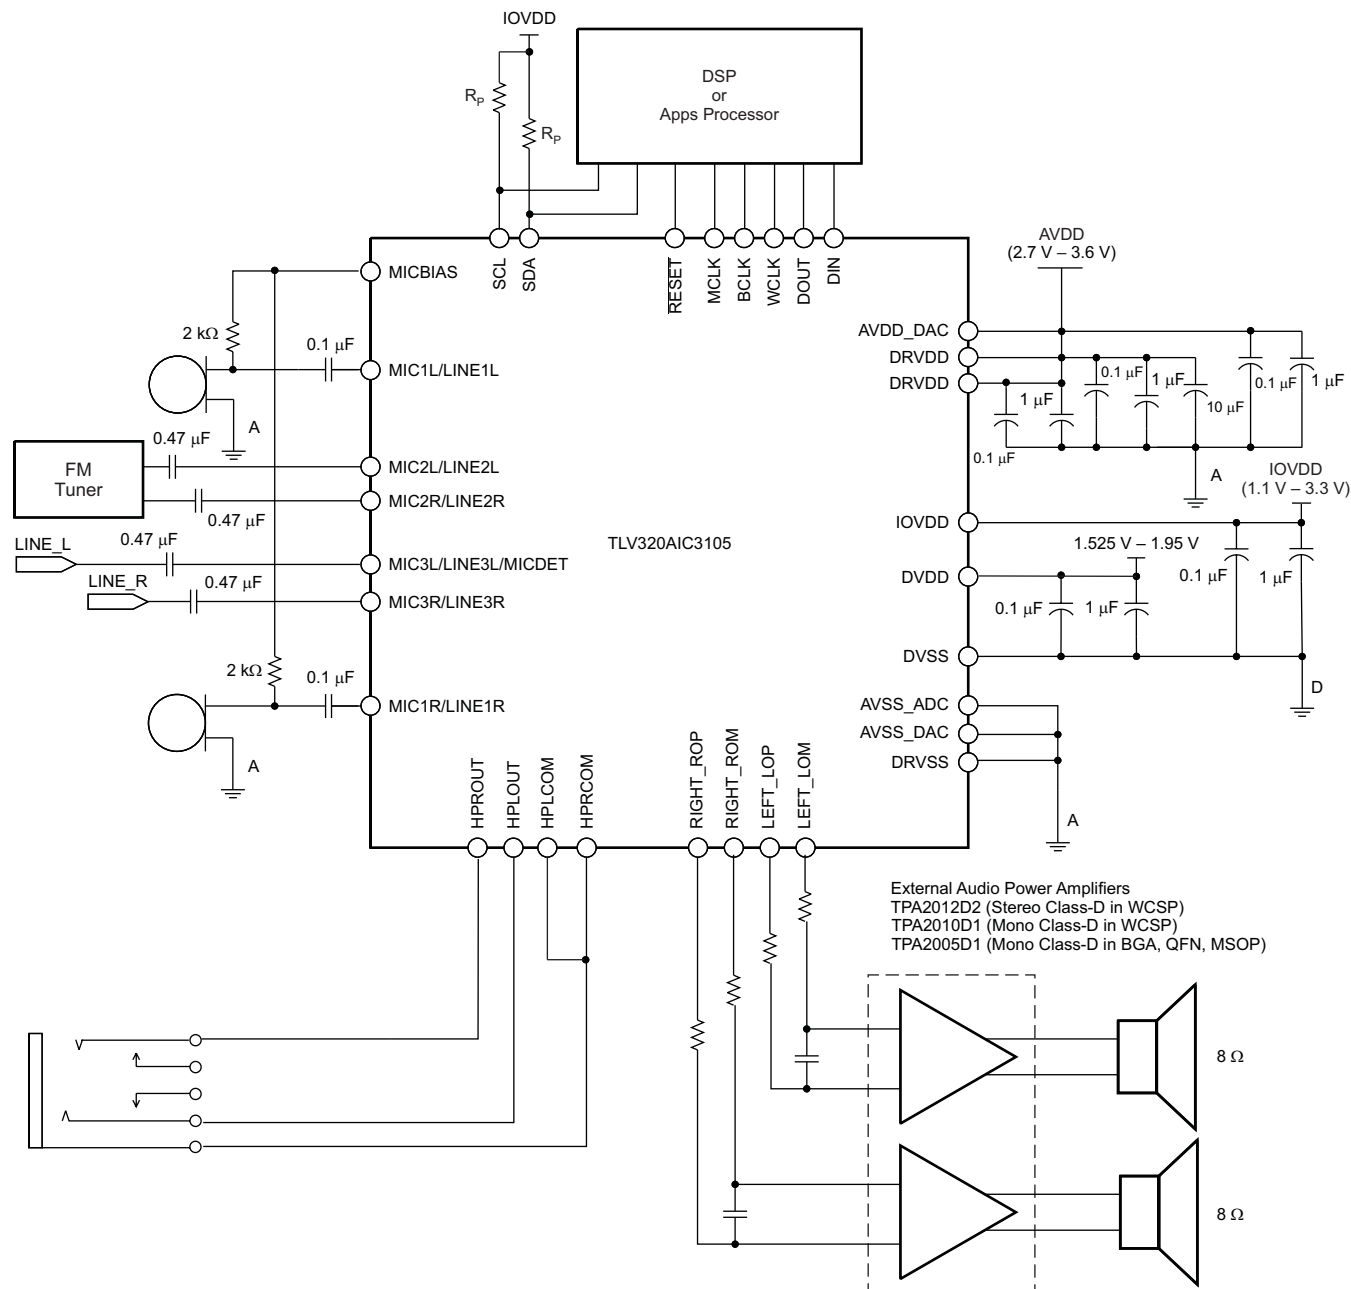 IOVDD
DSP
or
Apps Processor
RP
RP
SCL
SDA
RESET
MCLK
BCLK
WCLK
DOUT
DIN
AVDD
(2.7 V – 3.6 V)
MICBIAS
2 kΩ
0.1 μF
MIC1L/LINE1L
A
AVDD_DAC
DRVDD
DRVDD
0.1 μF
1 μF
1 μF
10 μF
0.1 μF
1 μF
0.1 μF
A
FM
Tuner
0.47 μF
MIC2L/LINE2L
MIC2R/LINE2R
0.47 μF
LINE_L
0.47 μF
MIC3L/LINE3L/MICDET
LINE_R
0.47 μF
MIC3R/LINE3R
TLV320AIC3105
IOVDD
(1.1 V – 3.3 V)
IOVDD
1.525 V – 1.95 V
DVDD
0.1 μF
1 μF
0.1 μF
1 μF
DVSS
D
2 kΩ
0.1 μF
MIC1R/LINE1R
A
AVSS_ADC
AVSS_DAC
DRVSS
A
HPROUT
HPLOUT
HPLCOM
HPRCOM
RIGHT_ROP
RIGHT_ROM
LEFT_LOP
LEFT_LOM
External Audio Power Amplifiers
TPA2012D2 (Stereo Class-D in WCSP)
TPA2010D1 (Mono Class-D in WCSP)
TPA2005D1 (Mono Class-D in BGA, QFN, MSOP)
8 Ω
8 Ω